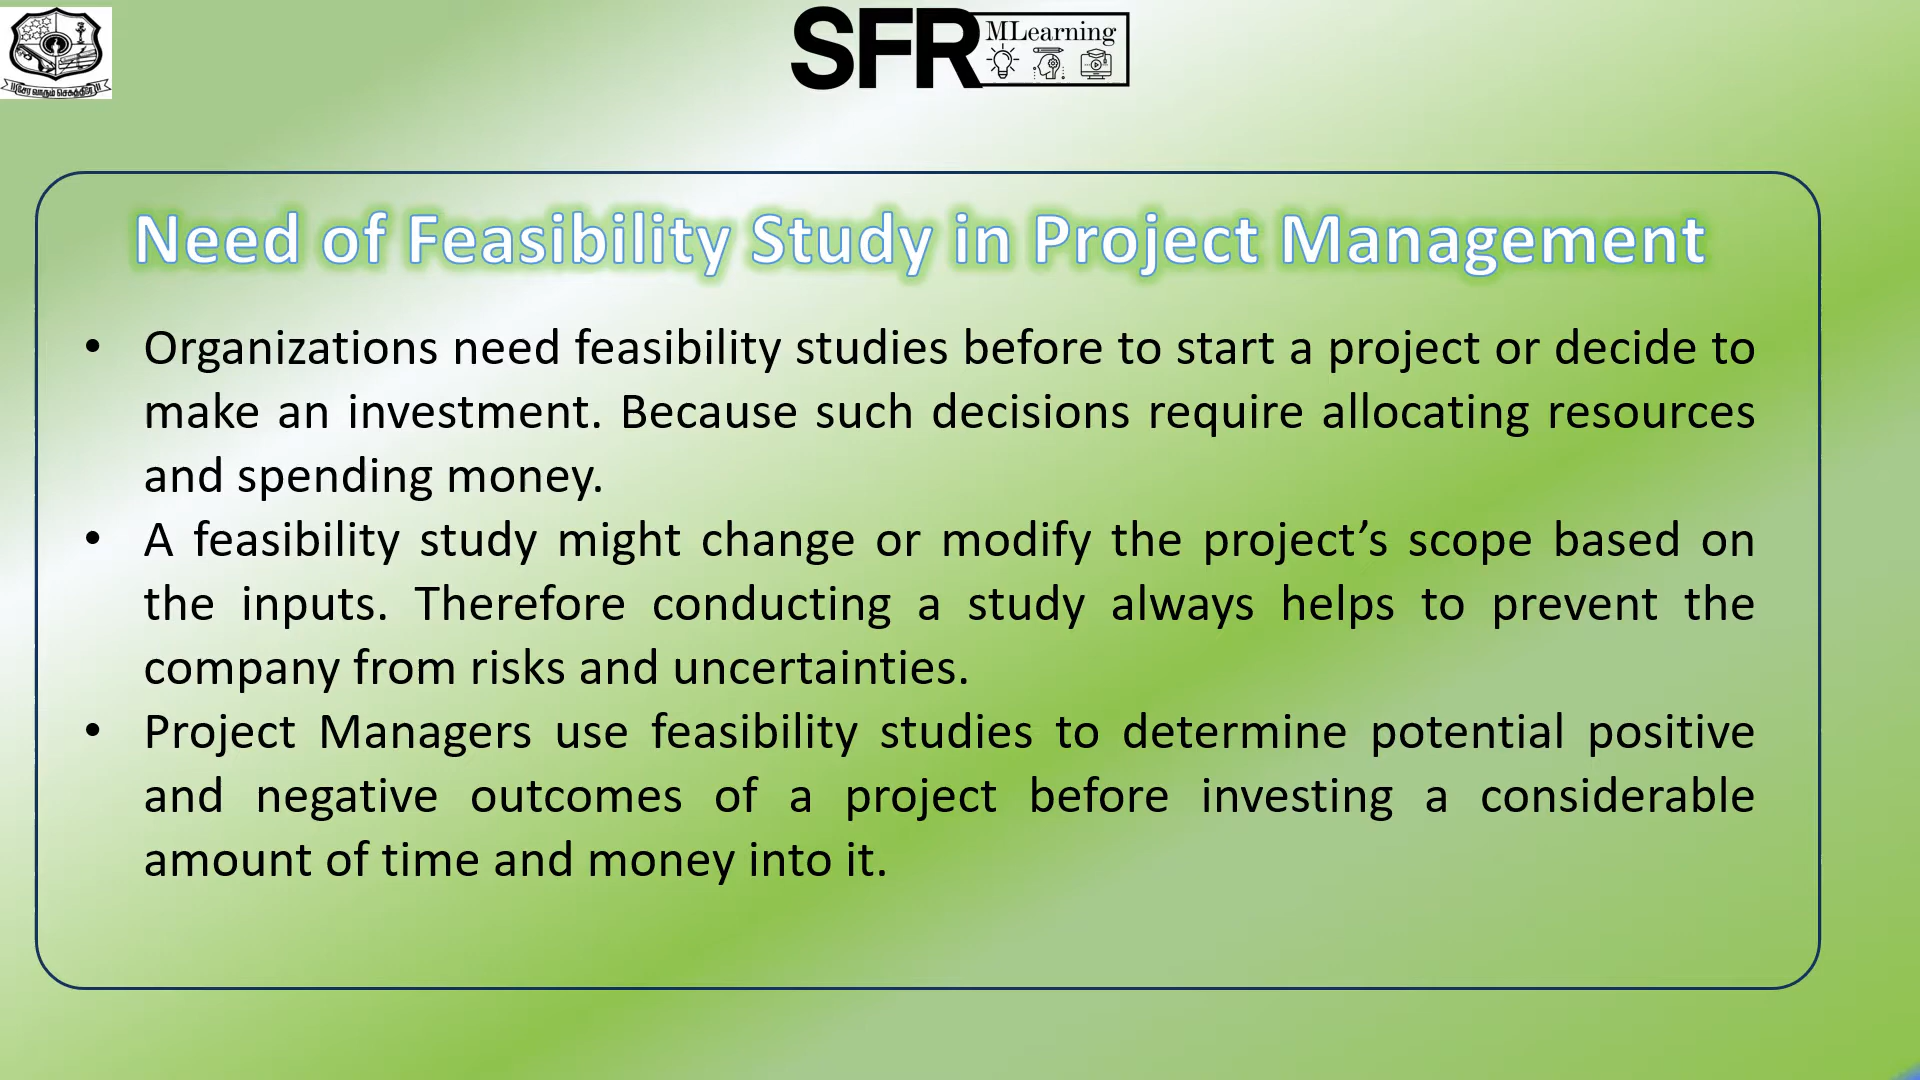 SFR MLearning
Need of Feasibility Study in Project Management
• Organizations need feasibility studies before to start a project or decide to
make an investment. Because such decisions require allocating resources
and spending money.
• A feasibility study might change or modify the project’s scope based on
the inputs. Therefore conducting a study always helps to prevent the
company from risks and uncertainties.
• Project Managers use feasibility studies to determine potential positive
and negative outcomes of a project before investing a considerable
amount of time and money into it.